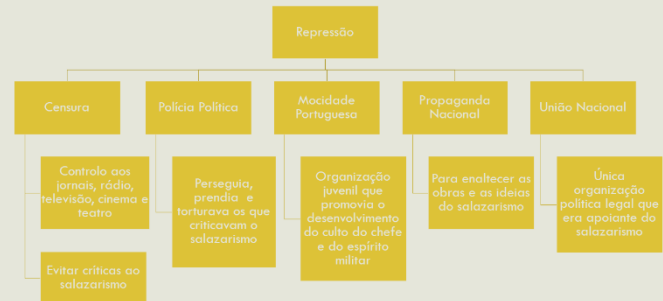 Repressão
Censura
Polícia Política
Mocidade
Portuguesa
Propaganda
Nacional
União Nacional
Controlo aos
jornais, rádio,
televisão, cinema e
teatro
Evitar críticas ao
salazarismo
Perseguia,
prendia e
torturava os que
criticavam o
salazarismo
Organização
juvenil que
promovia o
desenvolvimento
do culto do chefe
e do espírito
militar
Para enaltecer as
obras e as ideias
do salazarismo
Única
organização
política legal que
era apoiante do
salazarismo